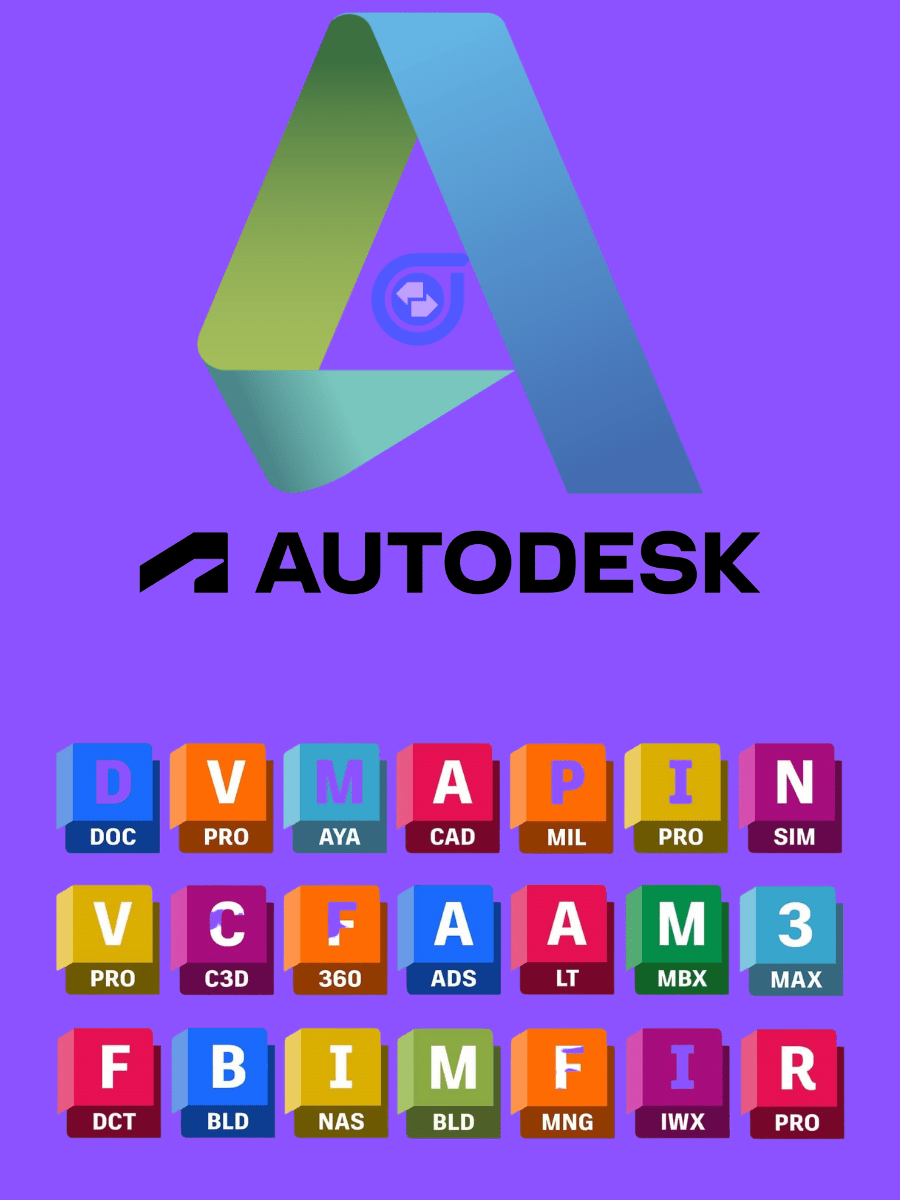 AUTODESK
D V M A P I N
DOC PRO AYA CAD MIL PRO SIM
V C F A A M 3
PRO C3D 360 ADS LT MBX MAX
F B I M F I R
DCT BLD NAS BLD MNG IWX PRO